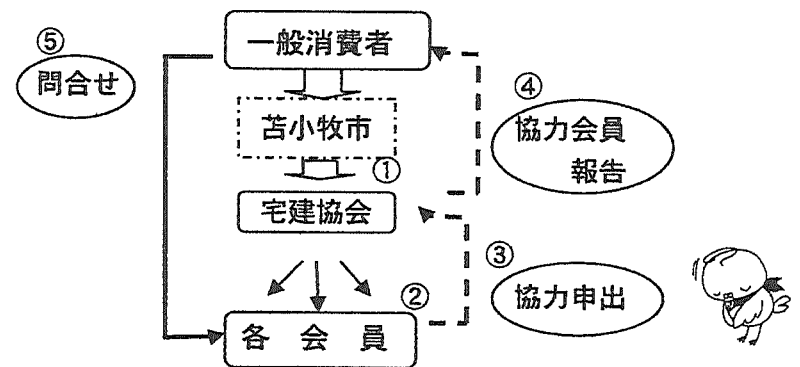 ⑤
問合せ
一般消費者
④
協力会員
報告
苫小牧市
①
宅建協会
③
協力申出
②
各会員